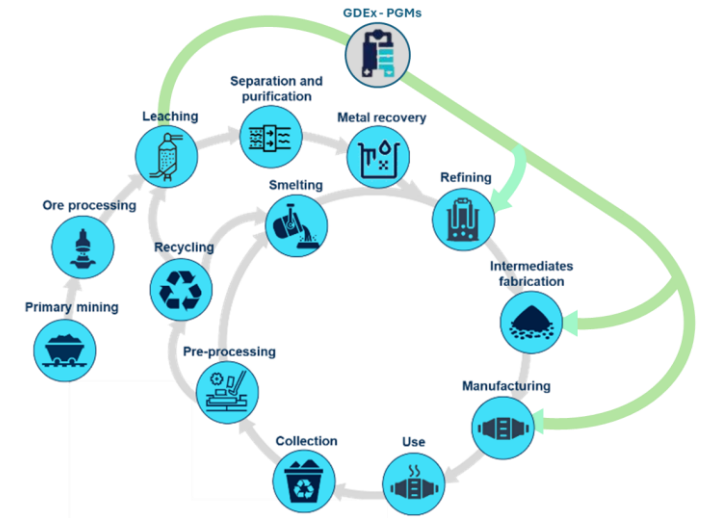 GDEx - PGMs
Separation and
purification
Leaching
Metal recovery
Smelting
Refining
Ore processing
Recycling
Intermediates
fabrication
Primary mining
Pre-processing
Manufacturing
Collection
Use